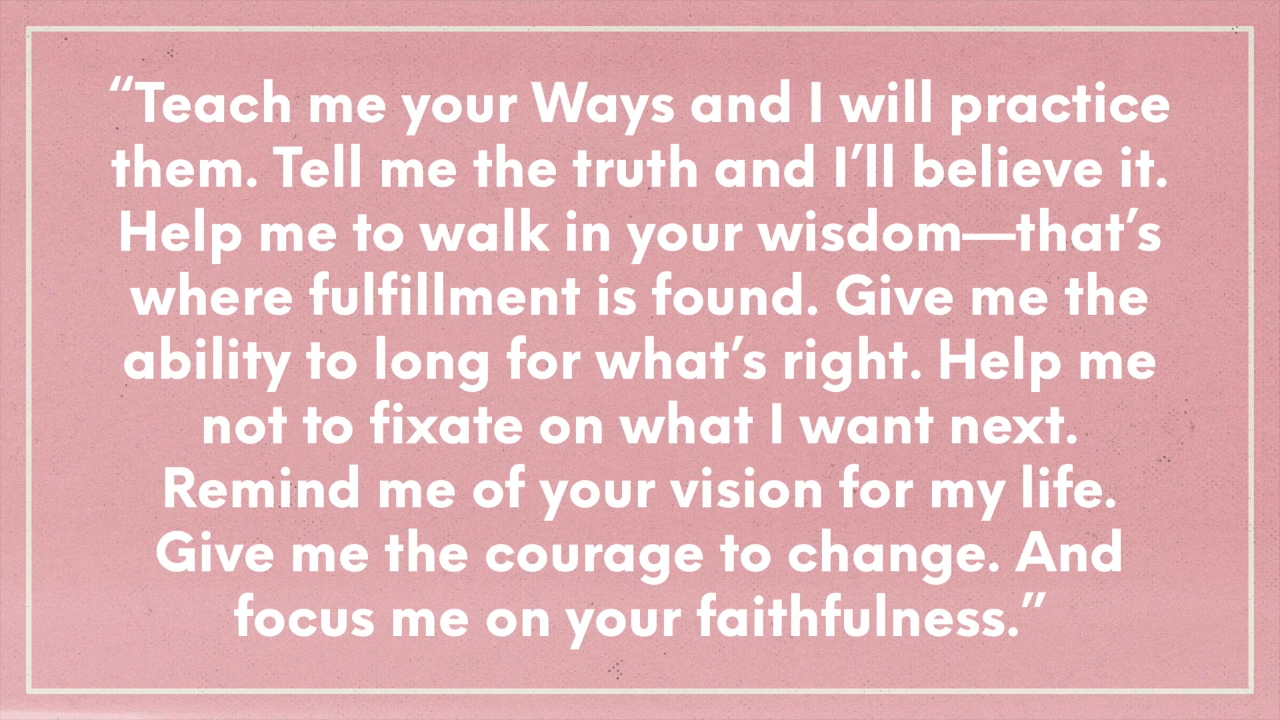 “Teach me your Ways and I will practice
them. Tell me the truth and I’ll believe it.
Help me to walk in your wisdom—that’s
where fulfillment is found. Give me the
ability to long for what’s right. Help me
not to fixate on what I want next.
Remind me of your vision for my life.
Give me the courage to change. And
focus me on your faithfulness.”